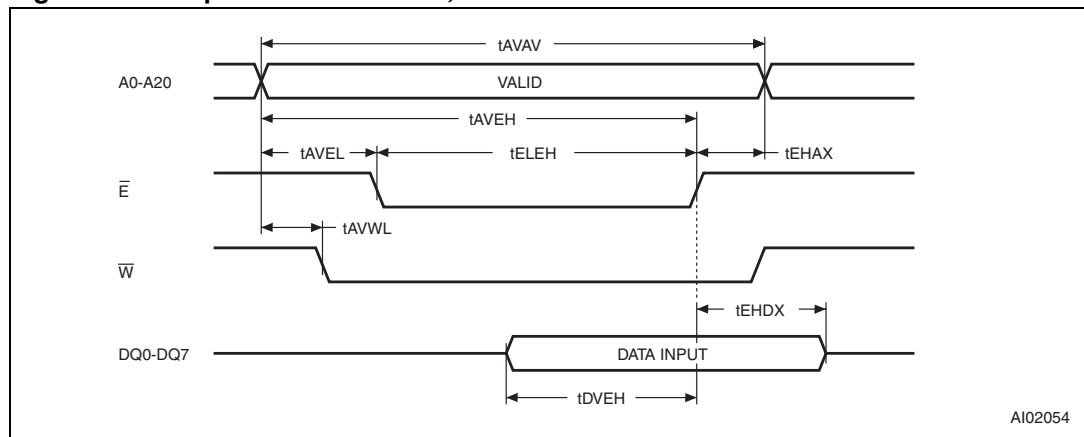 tAVAV
A0-A20
VALID
tAVEH
tAVEL
tELEH
tEHAX
E
tAVWL
W
tEHDX
DQ0-DQ7
DATA INPUT
tDVEH
AI02054